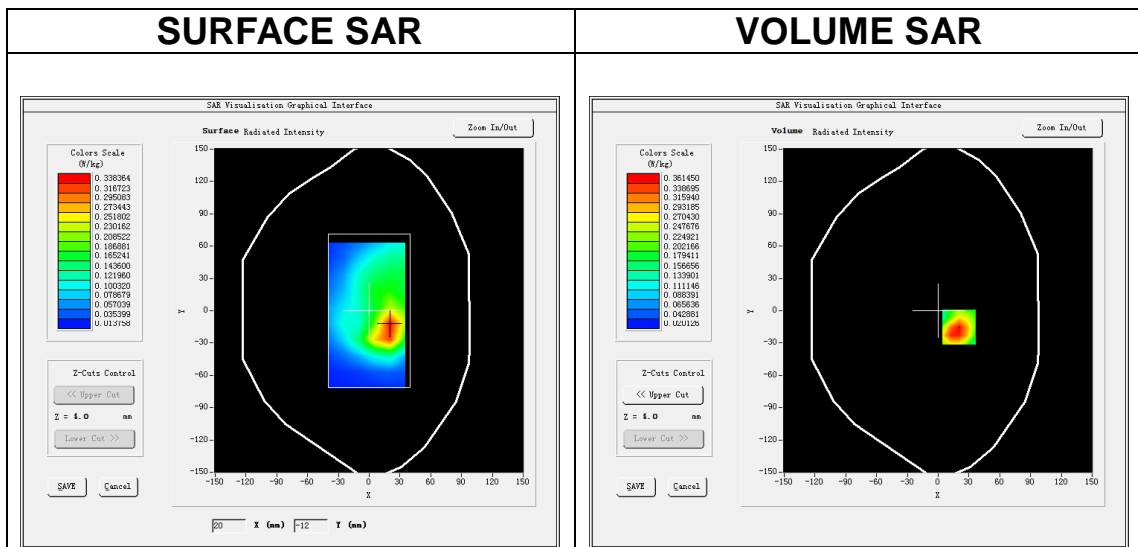 SURFACE SAR
VOLUME SAR
SAR Visualisation Graphical Interface
Surface Radiated Intensity
Zoom In/Out
Colors Scale
(W/kg)
0.338364
0.316723
0.295083
0.273443
0.251802
0.230162
0.208522
0.186881
0.165241
0.143600
0.121960
0.100320
0.078679
0.057039
0.035399
0.013758
Z-Cuts Control
<< Upper Cut
Z = 4.0 mm
Lower Cut >>
SAVE Cancel
150
120
90
60
30
0
-30
-60
-90
-120
-150
Y
-150 -120 -90 -60 -30 0 30 60 90 120 150
X
20 X (mm) -12 Y (mm)
SAR Visualisation Graphical Interface
Volume Radiated Intensity
Zoom In/Out
Colors Scale
(W/kg)
0.361450
0.338695
0.315940
0.293185
0.270430
0.247676
0.224921
0.202166
0.179411
0.156656
0.133901
0.111146
0.088391
0.065636
0.042881
0.020126
Z-Cuts Control
<< Upper Cut
Z = 4.0 mm
Lower Cut >>
SAVE Cancel
150
120
90
60
30
0
-30
-60
-90
-120
-150
Y
-150 -120 -90 -60 -30 0 30 60 90 120 150
X